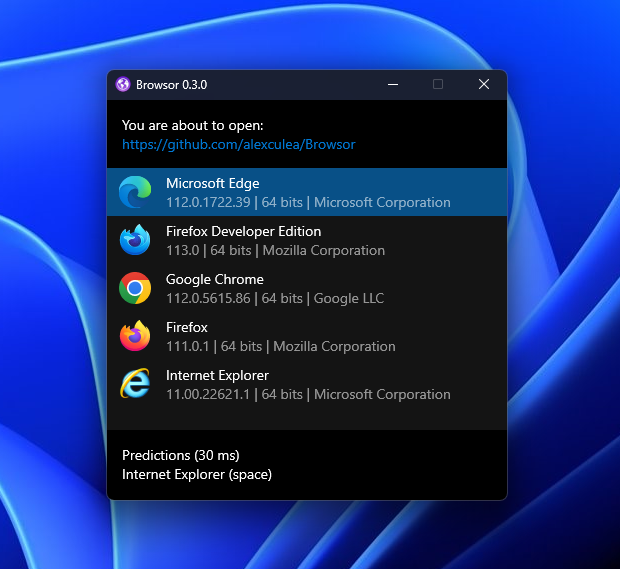 Browsor 0.3.0
You are about to open:
https://github.com/alexculea/Browsor
Microsoft Edge
112.0.1722.39 | 64 bits | Microsoft Corporation
Firefox Developer Edition
113.0 | 64 bits | Mozilla Corporation
Google Chrome
112.0.5615.86 | 64 bits | Google LLC
Firefox
111.0.1 | 64 bits | Mozilla Corporation
Internet Explorer
11.00.22621.1 | 64 bits | Microsoft Corporation
Predictions (30 ms)
Internet Explorer (space)